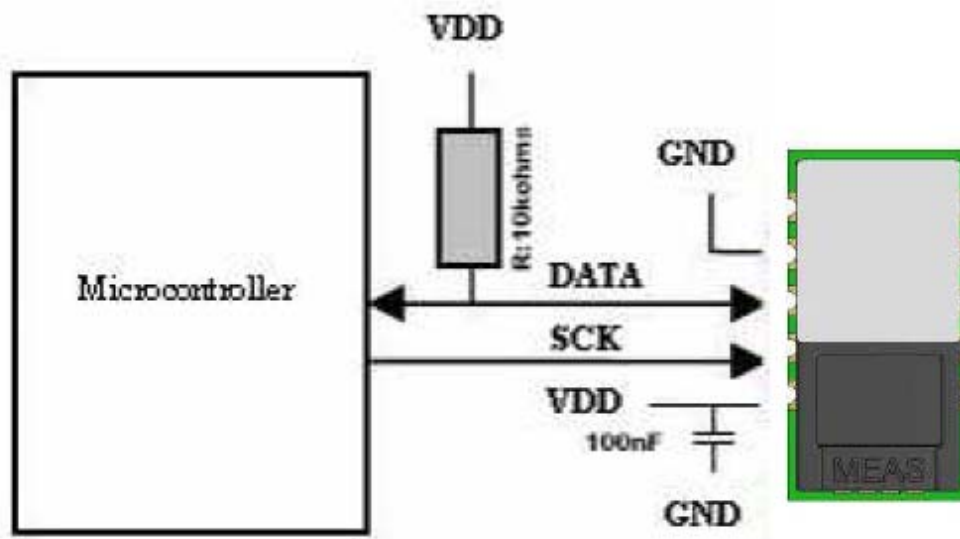 VDD
R: 10kohms
GND
Microcontroller
DATA
SCK
VDD
100nF
MEAS
GND